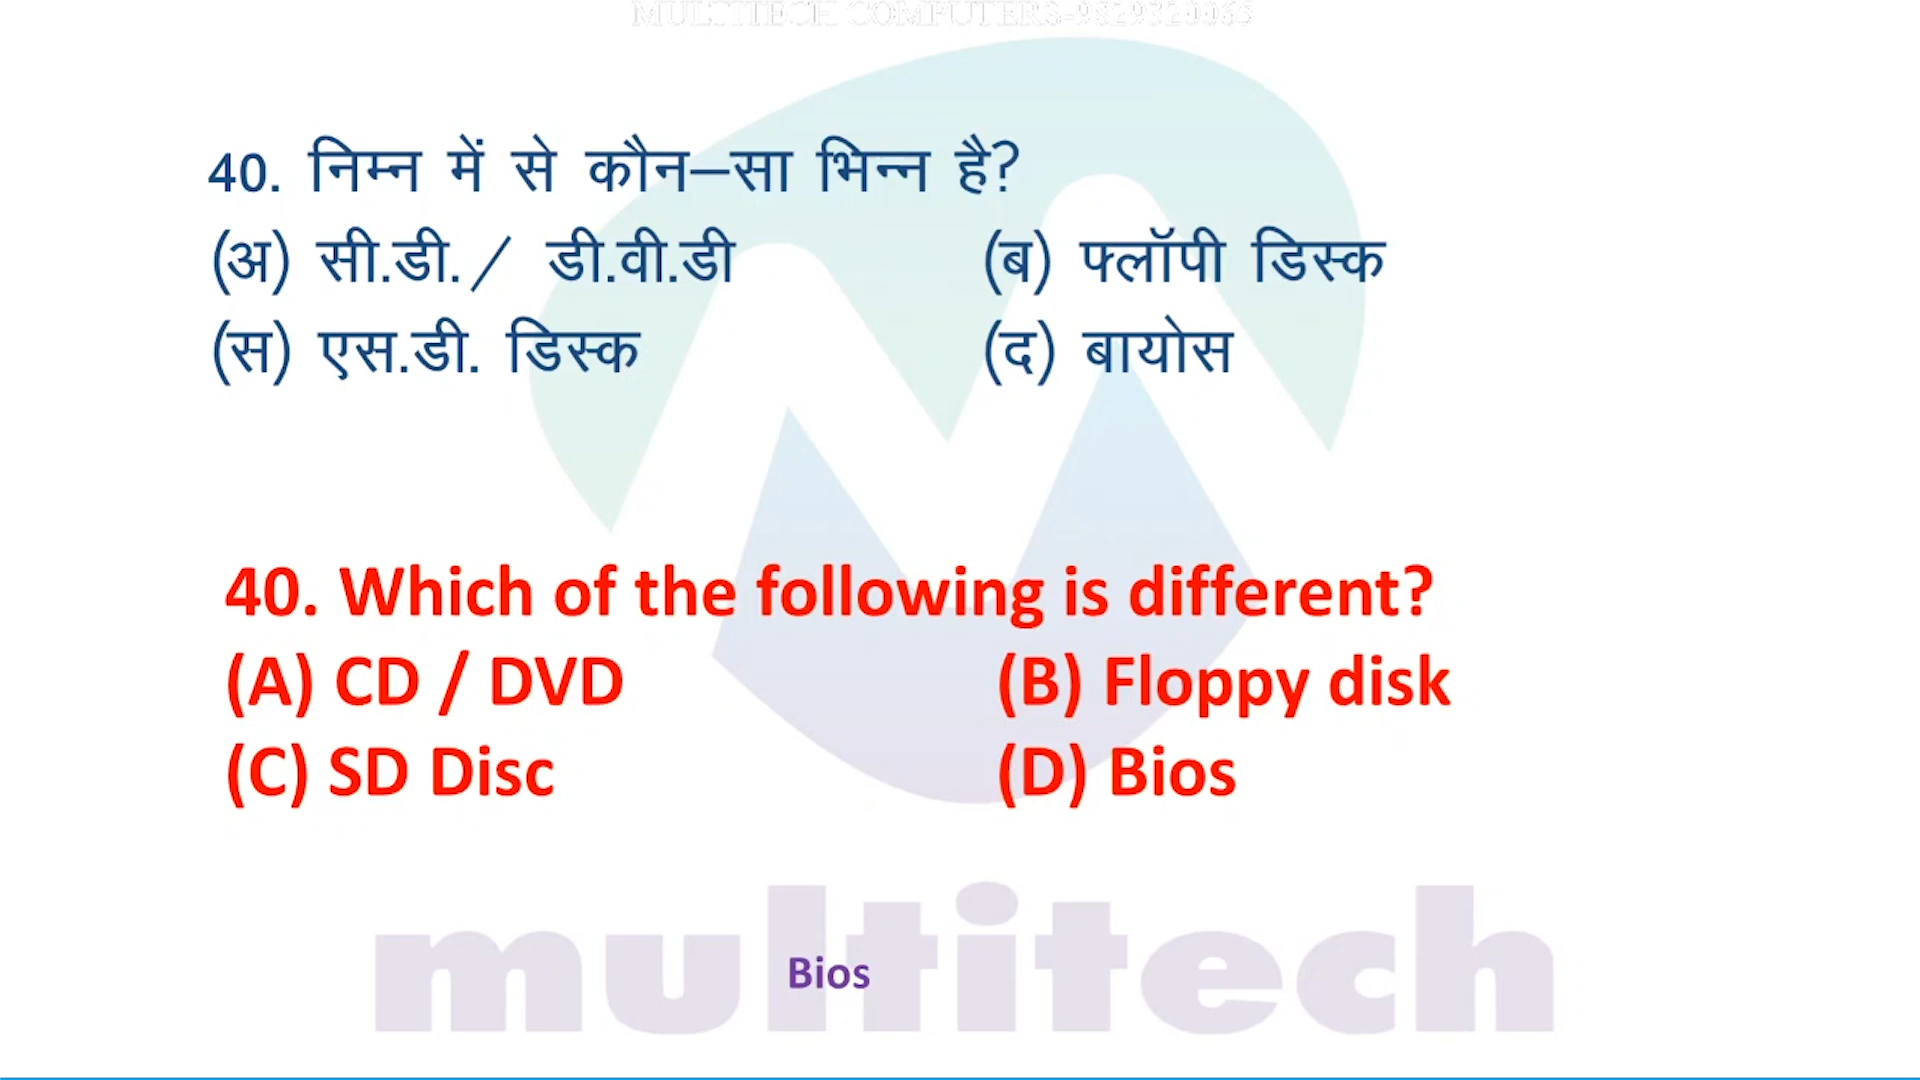 MULTITECH COMPUTERS-9829320065
40. निम्न में से कौन–सा भिन्न है?
(अ) सी.डी./ डी.वी.डी (ब) फ्लॉपी डिस्क
(स) एस.डी. डिस्क (द) बायोस
40. Which of the following is different?
(A) CD / DVD (B) Floppy disk
(C) SD Disc (D) Bios
multitech
Bios